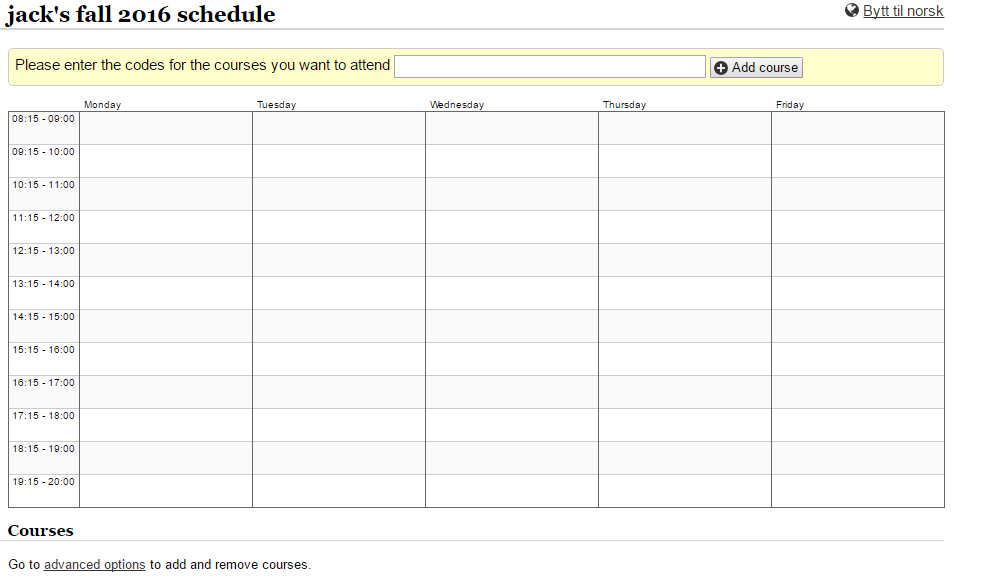 jack's fall 2016 schedule
Bytt til norsk
Please enter the codes for the courses you want to attend Add course
Monday Tuesday Wednesday Thursday Friday
08:15 - 09:00
09:15 - 10:00
10:15 - 11:00
11:15 - 12:00
12:15 - 13:00
13:15 - 14:00
14:15 - 15:00
15:15 - 16:00
16:15 - 17:00
17:15 - 18:00
18:15 - 19:00
19:15 - 20:00
Courses
Go to advanced options to add and remove courses.